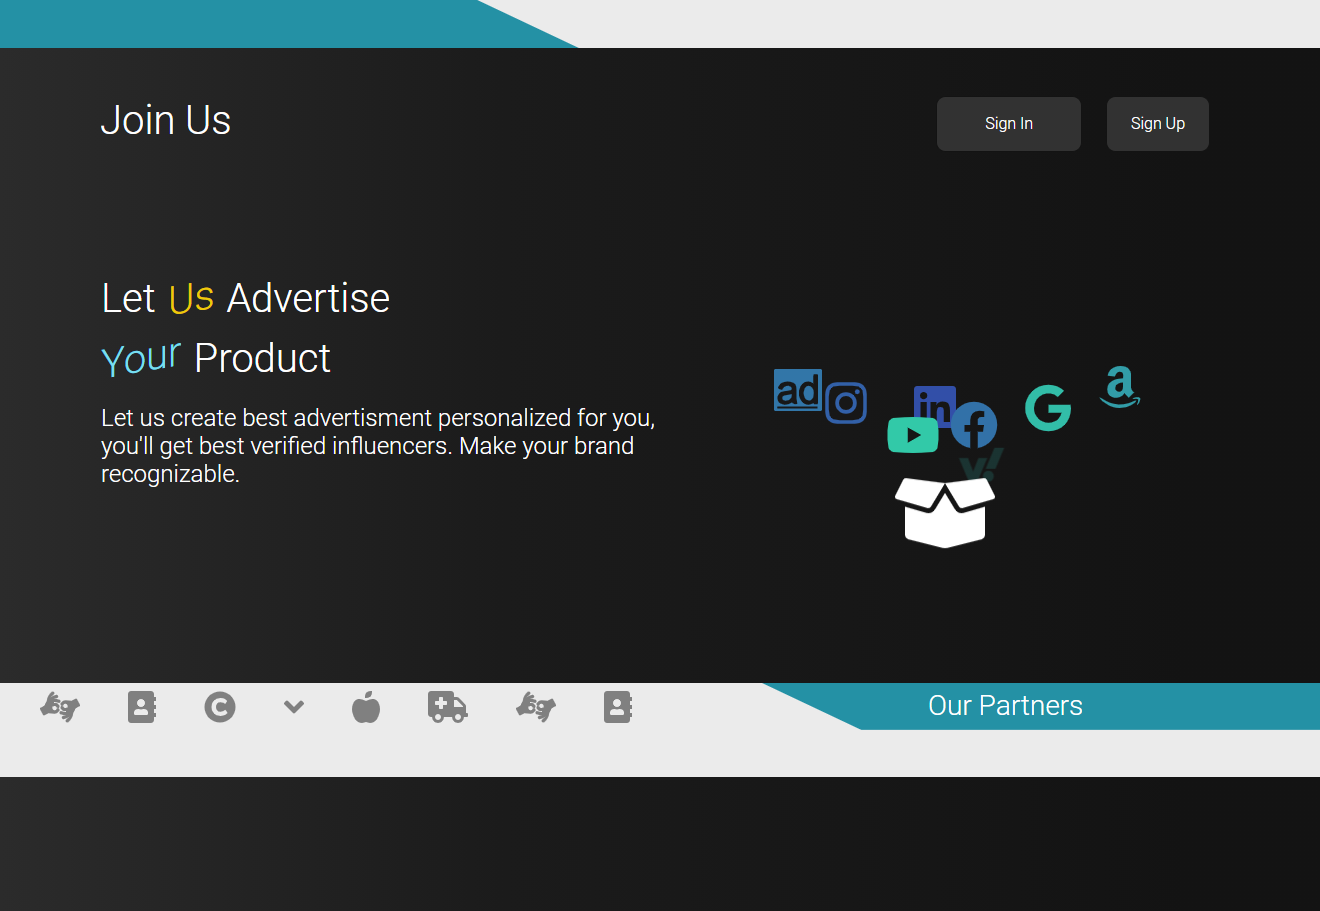 Join Us
Sign In
Sign Up
Let Us Advertise
Your Product
Let us create best advertisment personalized for you,
you'll get best verified influencers. Make your brand
recognizable.
ad
in
Our Partners